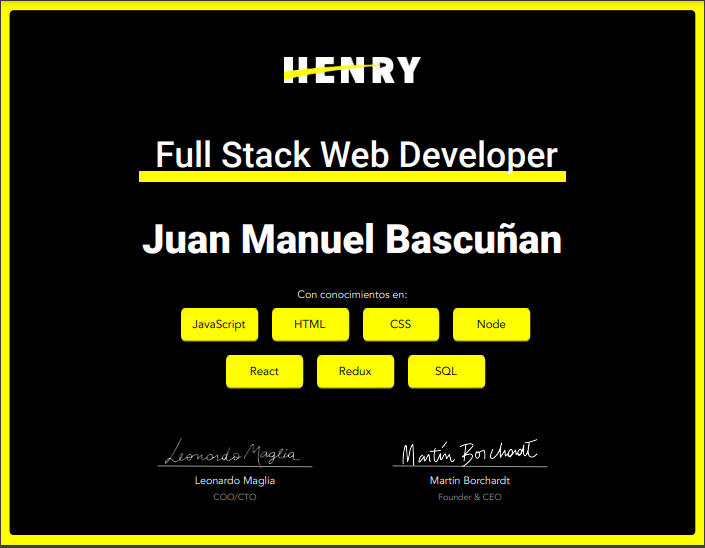 HENRY
Full Stack Web Developer
Juan Manuel Bascuñan
Con conocimientos en:
JavaScript HTML CSS Node
React Redux SQL
Leonardo Maglia Martín Borchardt
Leonardo Maglia Martín Borchardt
COO/CTO Founder & CEO